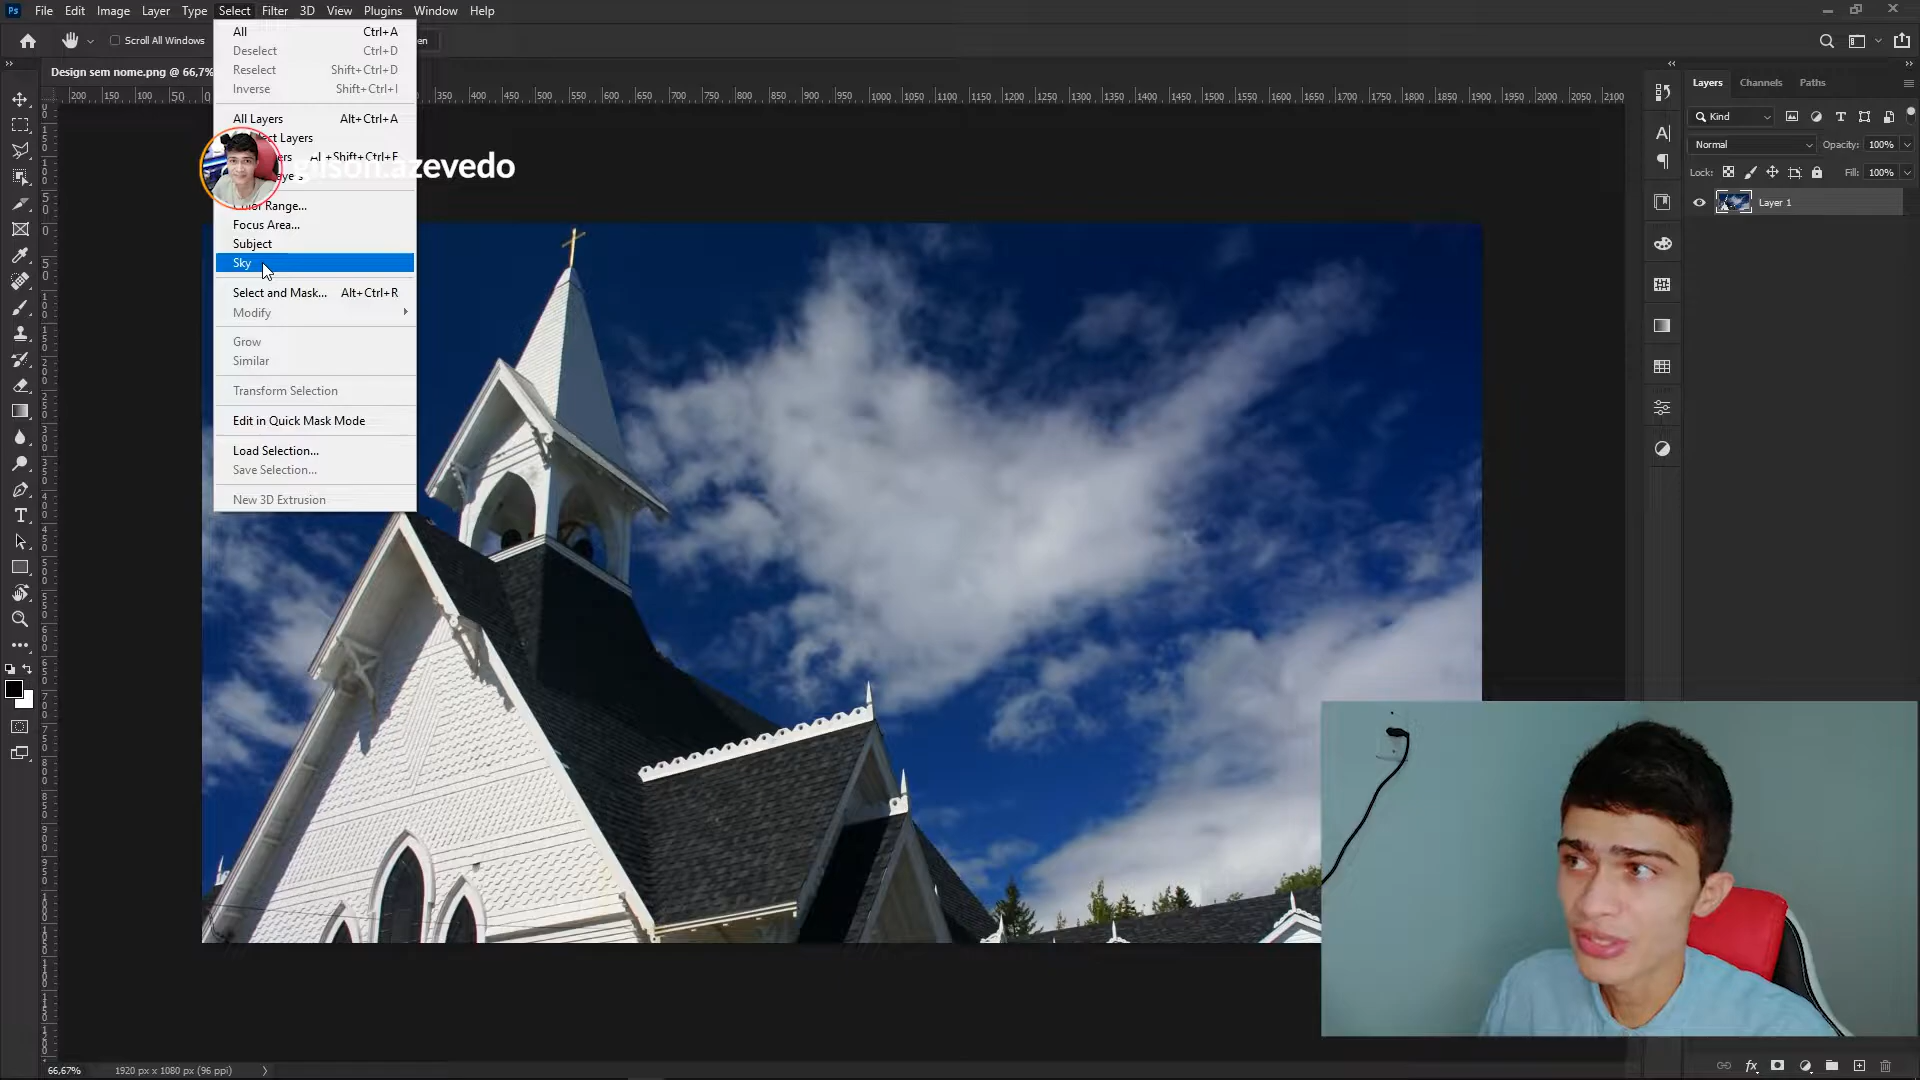 Ps File Edit Image Layer Type Select Filter 3D View Plugins Window Help
Scroll All Windows
Design sem nome.png @ 66,7%
All Ctrl+A
Deselect Ctrl+D
Reselect Shift+Ctrl+D
Inverse Shift+Ctrl+I
All Layers Alt+Ctrl+A
Layers
gilson.azevedo
Color Range...
Focus Area...
Subject
Sky
Select and Mask... Alt+Ctrl+R
Modify
Grow
Similar
Transform Selection
Edit in Quick Mask Mode
Load Selection...
Save Selection...
New 3D Extrusion
200 150 100 50 0
350 400 450 500 550 600 650 700 750 800 850 900 950 1000 1050 1100 1150 1200 1250 1300 1350 1400 1450 1500 1550 1600 1650 1700 1750 1800 1850 1900 1950 2000 2050 2100
Layers Channels Paths
Kind
Normal Opacity: 100%
Lock: Fill: 100%
Layer 1
66,67% 1920 px x 1080 px (96 ppi)